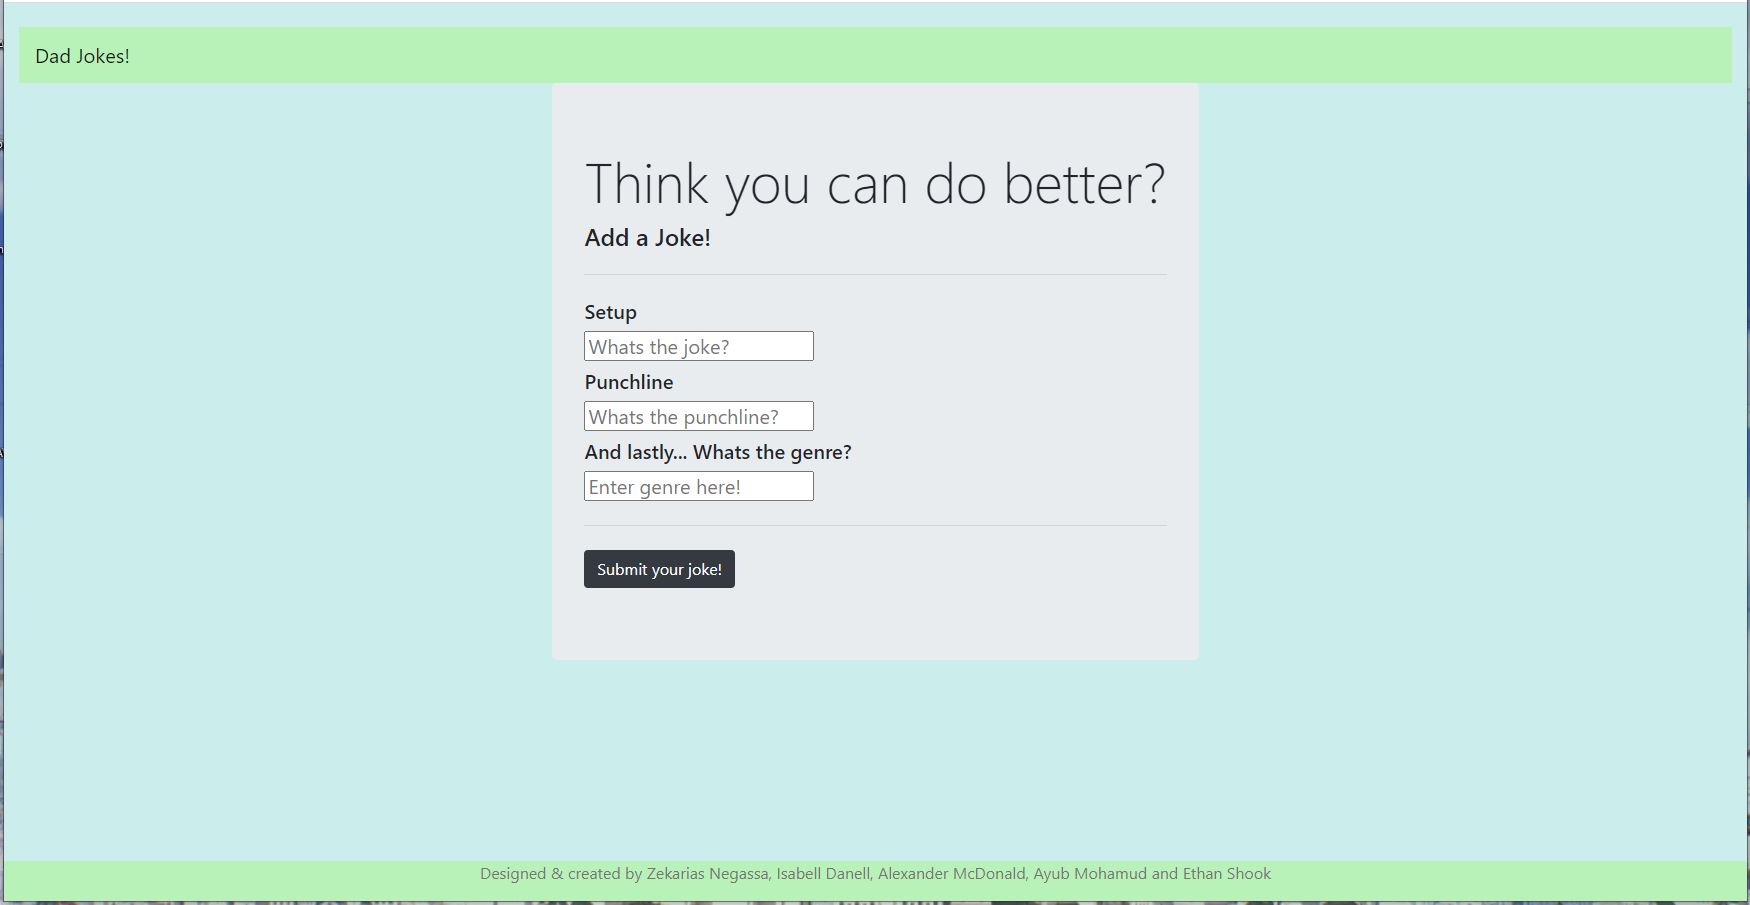 Dad Jokes!
Think you can do better?
Add a Joke!
Setup
Whats the joke?
Punchline
Whats the punchline?
And lastly... Whats the genre?
Enter genre here!
Submit your joke!
Designed & created by Zekarias Negassa, Isabell Danell, Alexander McDonald, Ayub Mohamud and Ethan Shook